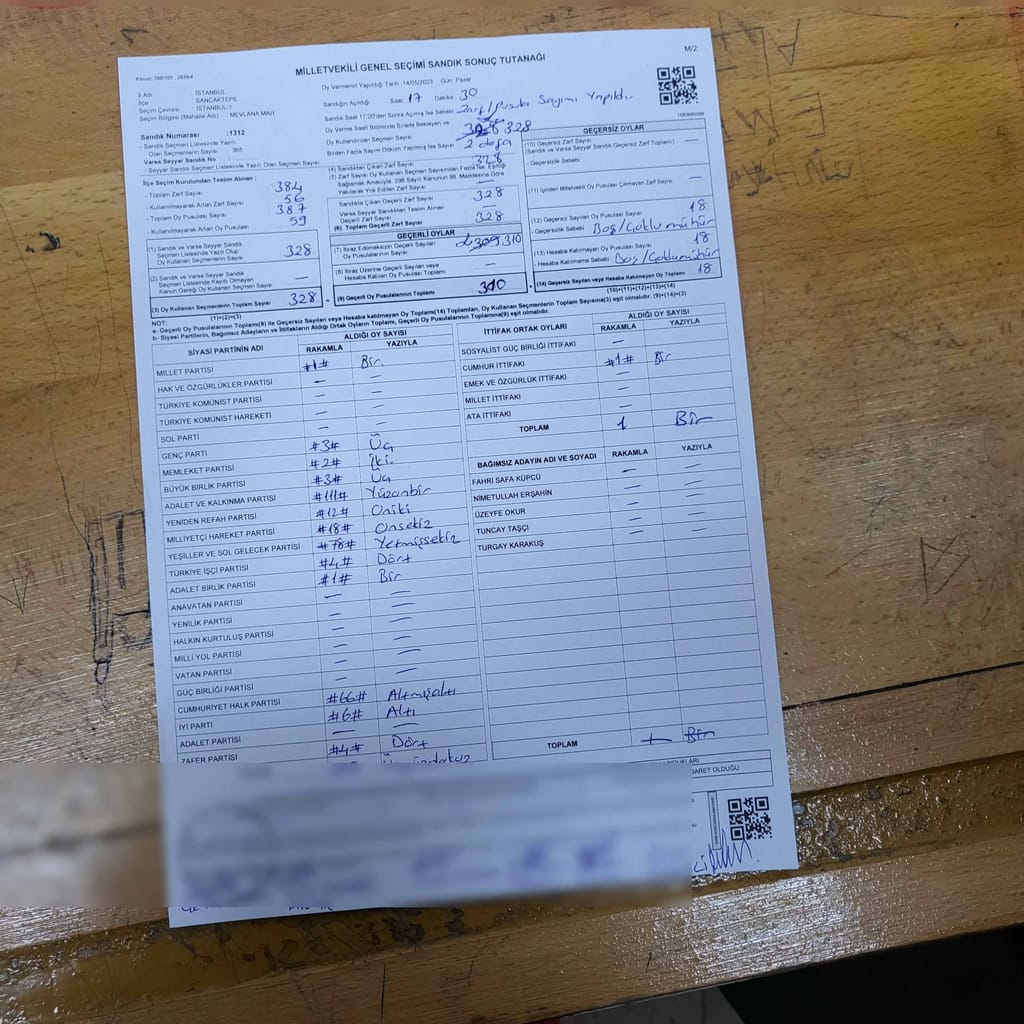 Kanun: 298/105 : 2839/4
M/2
MİLLETVEKİLİ GENEL SEÇİMİ SANDIK SONUÇ TUTANAĞI
İl Adı : İSTANBUL
İlçe : SANCAKTEPE
Seçim Çevresi : İSTANBUL-1
Seçim Bölgesi (Mahalle Adı) : MEVLANA MAH.
Sandık Numarası :1312
- Sandık Seçmen Listesinde Yazılı
Olan Seçmenlerin Sayısı : 365
Varsa Seyyar Sandık No :
- Seyyar Sandık Seçmen Listesinde Yazılı Olan Seçmen Sayısı:
Oy Vermenin Yapıldığı Tarih :14/05/2023 Gün :Pazar
Sandığın Açıldığı Saat 17 Dakika 30
Sandık Saat 17.00'den Sonra Açılmış İse Sebebi: Zarf/Pusula Sayımı Yapıldı.
Oy Verme Saati Bitiminde Sırada Bekleyen ve
Oy Kullandırılan Seçmen Sayısı 328
Birden Fazla Sayım Döküm Yapılmış İse Sayısı 2 defa
İlçe Seçim Kurulundan Teslim Alınan :
- Toplam Zarf Sayısı 384
- Kullanılmayarak Artan Zarf Sayısı 56
- Toplam Oy Pusulası Sayısı 387
- Kullanılmayarak Artan Oy Pusulası Sayısı 59
(1) Sandık ve Varsa Seyyar Sandık
Seçmen Listesinde Yazılı Olup
Oy Kullanan Seçmenlerin Sayısı 328
(2) Sandık ve Varsa Seyyar Sandık
Seçmen Listesinde Kayıtlı Olmayan
Kanun Gereği Oy Kullanan Seçmenlerin Sayısı —
(3) Oy Kullanan Seçmenlerin Toplam Sayısı 328
(1)+(2)=(3)
(4) Sandıktan Çıkan Zarf Sayısı 328
(5) Zarf Sayısı Oy Kullanan Seçmen Sayısından Fazla İse, Eşitliği
Sağlamak Amacıyla, 298 Sayılı Kanunun 98. Maddesine Göre
Yakılarak Yok Edilen Zarf Sayısı —
Sandıkta Çıkan Geçerli Zarf Sayısı 328
Varsa Seyyar Sandıktan Teslim Alınan
Geçerli Zarf Sayısı —
(6) Toplam Geçerli Zarf Sayısı 328
GEÇERLİ OYLAR
(7) İtiraz Edilmeksizin Geçerli Sayılan
Oy Pusulalarının Sayısı 310
(8) İtiraz Üzerine Geçerli Sayılan veya
Hesaba Katılan Oy Pusulası Toplamı —
(9) Geçerli Oy Pusulalarının Toplamı 310
GEÇERSİZ OYLAR
(10) Geçersiz Zarf Sayısı
(Sandık ve Varsa Seyyar Sandık Geçersiz Zarf Toplamı) —
- Geçersizlik Sebebi
(11) İçinden Milletvekili Oy Pusulası Çıkmayan Zarf Sayısı —
(12) Geçersiz Sayılan Oy Pusulası Sayısı 18
- Geçersizlik Sebebi Boş/Çoklu mühür
(13) Hesaba Katılmayan Oy Pusulası Sayısı 18
- Hesaba Katılmama Sebebi Boş/Çoklu mühür
(14) Geçersiz Sayılan veya Hesaba Katılmayan Oy Toplamı 18
10)+(11)+(12)+(13)=(14)
NOT:
a- Geçerli Oy Pusulalarının Toplamı(9) ile Geçersiz Sayılan veya Hesaba Katılmayan Oy Toplamı(14) Toplamları, Oy Kullanan Seçmenlerin Toplam Sayısına(3) eşit olmalıdır. (9)+(14)=(3)
b- Siyasi Partilerin, Bağımsız Adayların ve İttifakların Aldığı Ortak Oyların Toplamı, Geçerli Oy Pusulalarının Toplamına(9) eşit olmalıdır.
SİYASİ PARTİNİN ADI ALDIĞI OY SAYISI
RAKAMLA YAZIYLA
MİLLET PARTİSİ #1# Bir
HAK VE ÖZGÜRLÜKLER PARTİSİ — —
TÜRKİYE KOMÜNİST PARTİSİ — —
TÜRKİYE KOMÜNİST HAREKETİ — —
SOL PARTİ — —
GENÇ PARTİ #3# Üç
MEMLEKET PARTİSİ #2# İki
BÜYÜK BİRLİK PARTİSİ #3# Üç
ADALET VE KALKINMA PARTİSİ #111# Yüzonbir
YENİDEN REFAH PARTİSİ #12# Oniki
MİLLİYETÇİ HAREKET PARTİSİ #18# Onsekiz
YEŞİLLER VE SOL GELECEK PARTİSİ #78# Yetmişsekiz
TÜRKİYE İŞÇİ PARTİSİ #4# Dört
ADALET BİRLİK PARTİSİ #1# Bir
ANAVATAN PARTİSİ — —
YENİLİK PARTİSİ — —
HALKIN KURTULUŞ PARTİSİ — —
MİLLİ YOL PARTİSİ — —
VATAN PARTİSİ — —
GÜÇ BİRLİĞİ PARTİSİ — —
CUMHURİYET HALK PARTİSİ #66# Altmışaltı
İYİ PARTİ #6# Altı
ADALET PARTİSİ — —
ZAFER PARTİSİ #4# Dört
İTTİFAK ORTAK OYLARI ALDIĞI OY SAYISI
RAKAMLA YAZIYLA
SOSYALİST GÜÇ BİRLİĞİ İTTİFAKI —
CUMHUR İTTİFAKI #1# Bir
EMEK VE ÖZGÜRLÜK İTTİFAKI —
MİLLET İTTİFAKI —
ATA İTTİFAKI —
TOPLAM 1 Bir
BAĞIMSIZ ADAYIN ADI VE SOYADI RAKAMLA YAZIYLA
FAHRİ SAFA KÜPCÜ — —
NİMETULLAH ERŞAHİN — —
ÜZEYFE OKUR — —
TUNCAY TAŞÇI — —
TURGAY KARAKUŞ — —
TOPLAM Bir